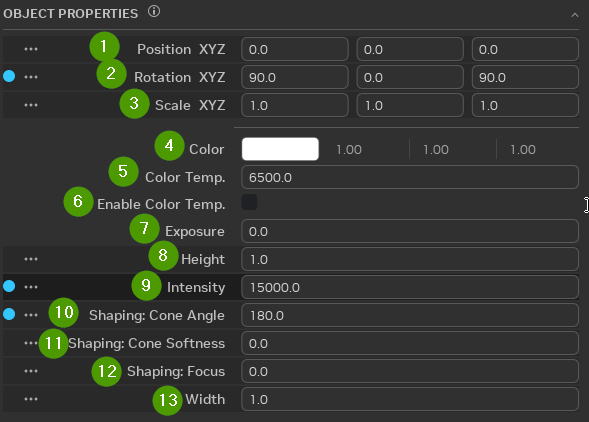 OBJECT PROPERTIES
1 Position XYZ 0.0 0.0 0.0
2 Rotation XYZ 90.0 0.0 90.0
3 Scale XYZ 1.0 1.0 1.0
4 Color 1.00 1.00 1.00
5 Color Temp. 6500.0
6 Enable Color Temp.
7 Exposure 0.0
8 Height 1.0
9 Intensity 15000.0
10 Shaping: Cone Angle 180.0
11 Shaping: Cone Softness 0.0
12 Shaping: Focus 0.0
13 Width 1.0